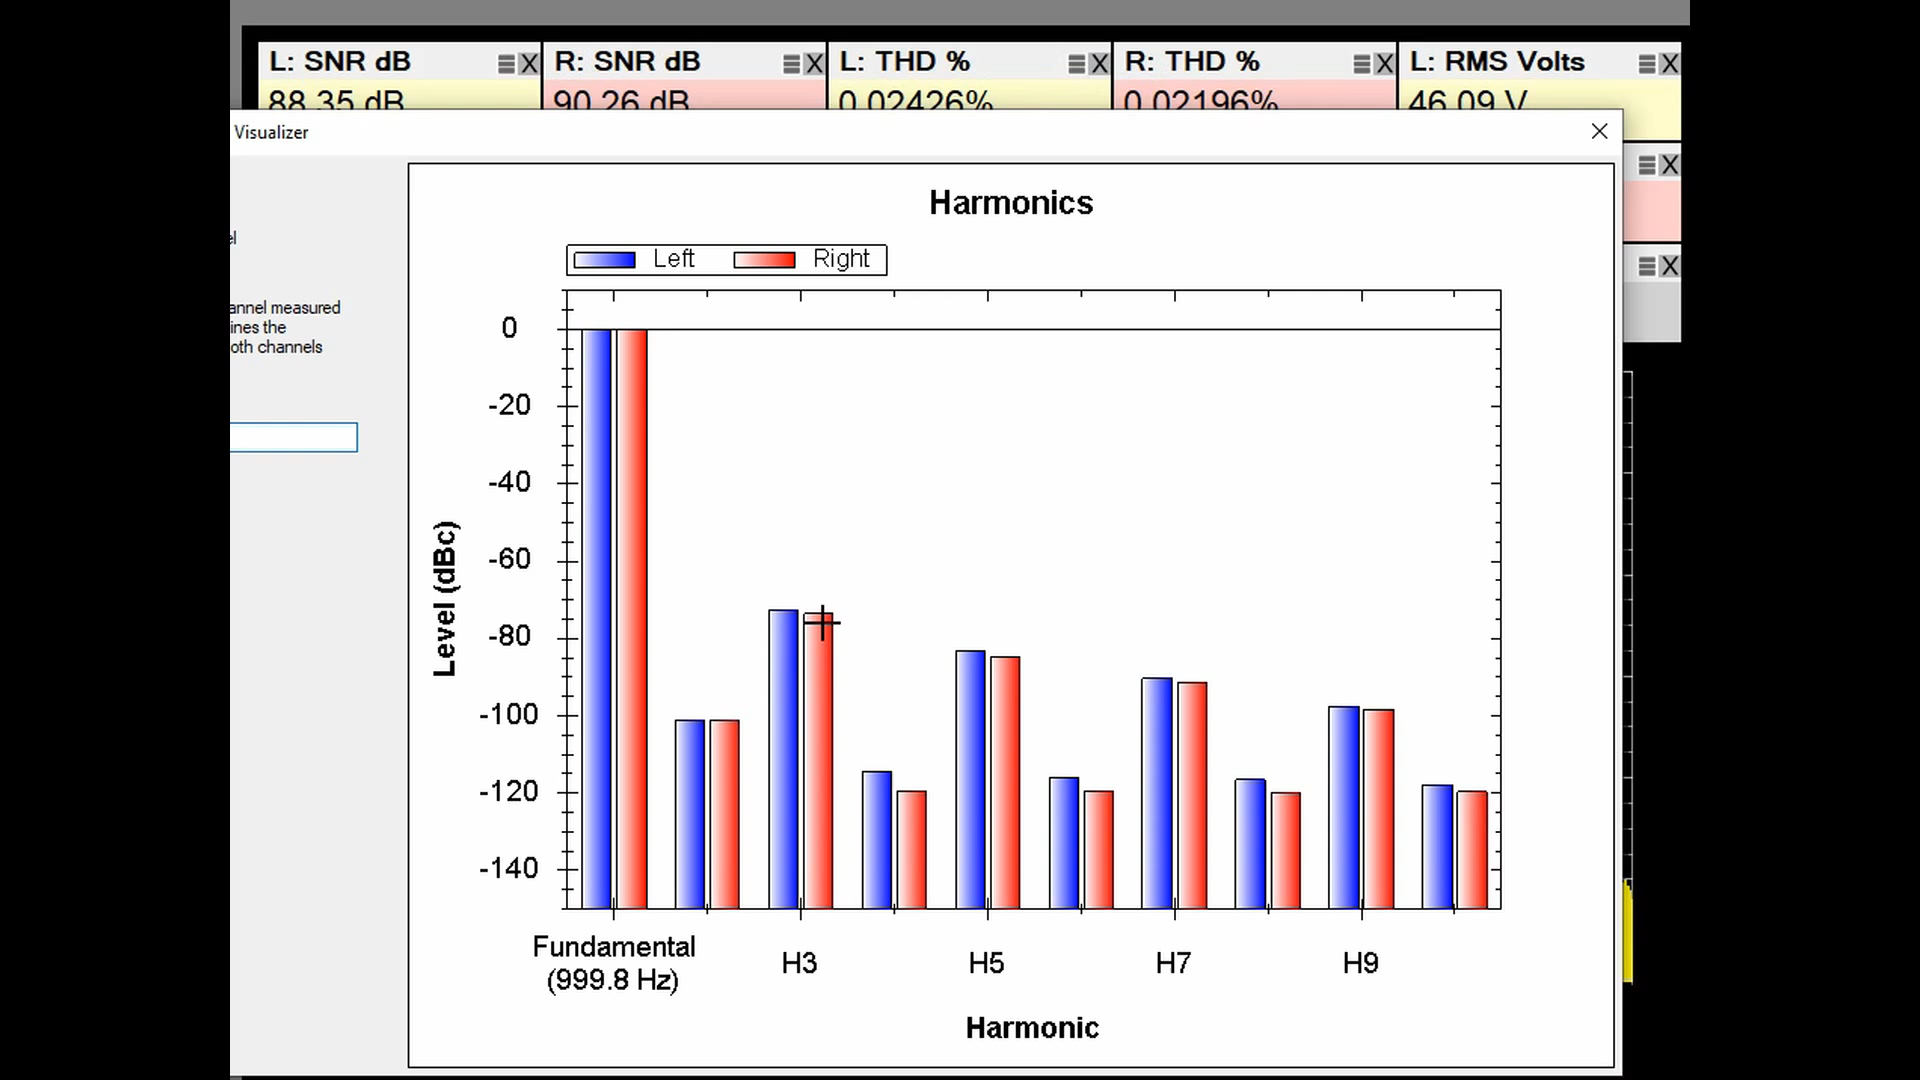 L: SNR dB
R: SNR dB
L: THD %
R: THD %
L: RMS Volts
88.35 dB
90.26 dB
0.02426%
0.02196%
46.09 V
Visualizer
Harmonics
Left
Right
el
annel measured
ines the
oth channels
0
-20
-40
-60
-80
-100
-120
-140
Level (dBc)
Fundamental
(999.8 Hz)
H3
H5
H7
H9
Harmonic